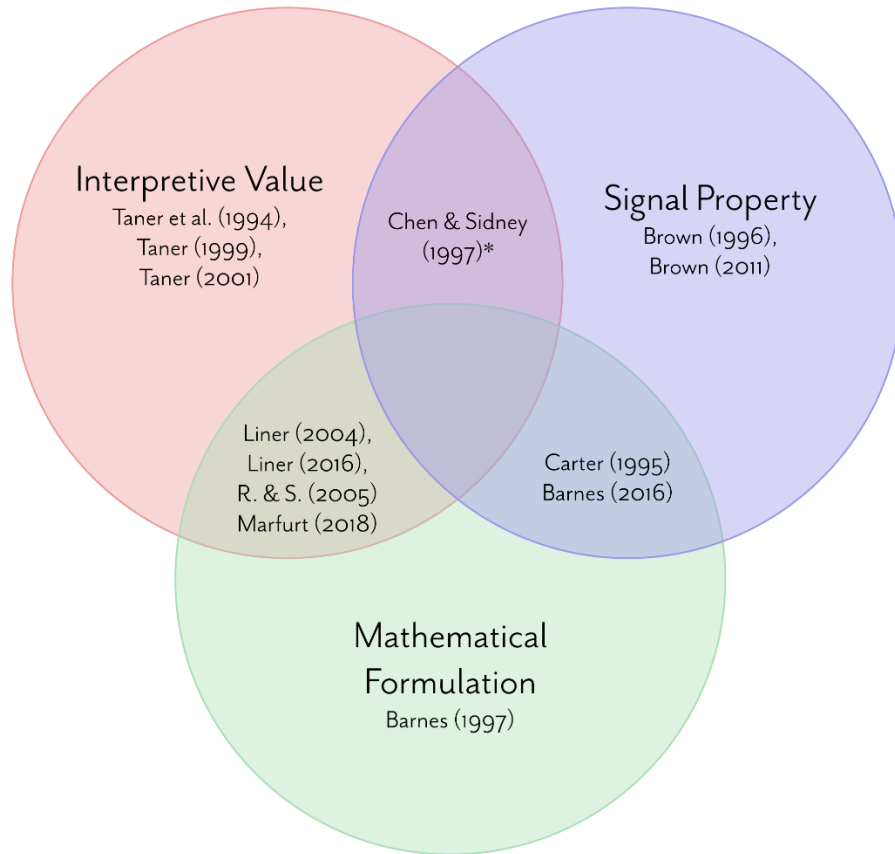 Interpretive Value
Taner et al. (1994),
Taner (1999),
Taner (2001)
Chen & Sidney
(1997)*
Signal Property
Brown (1996),
Brown (2011)
Liner (2004),
Liner (2016),
R. & S. (2005)
Marfurt (2018)
Carter (1995)
Barnes (2016)
Mathematical
Formulation
Barnes (1997)